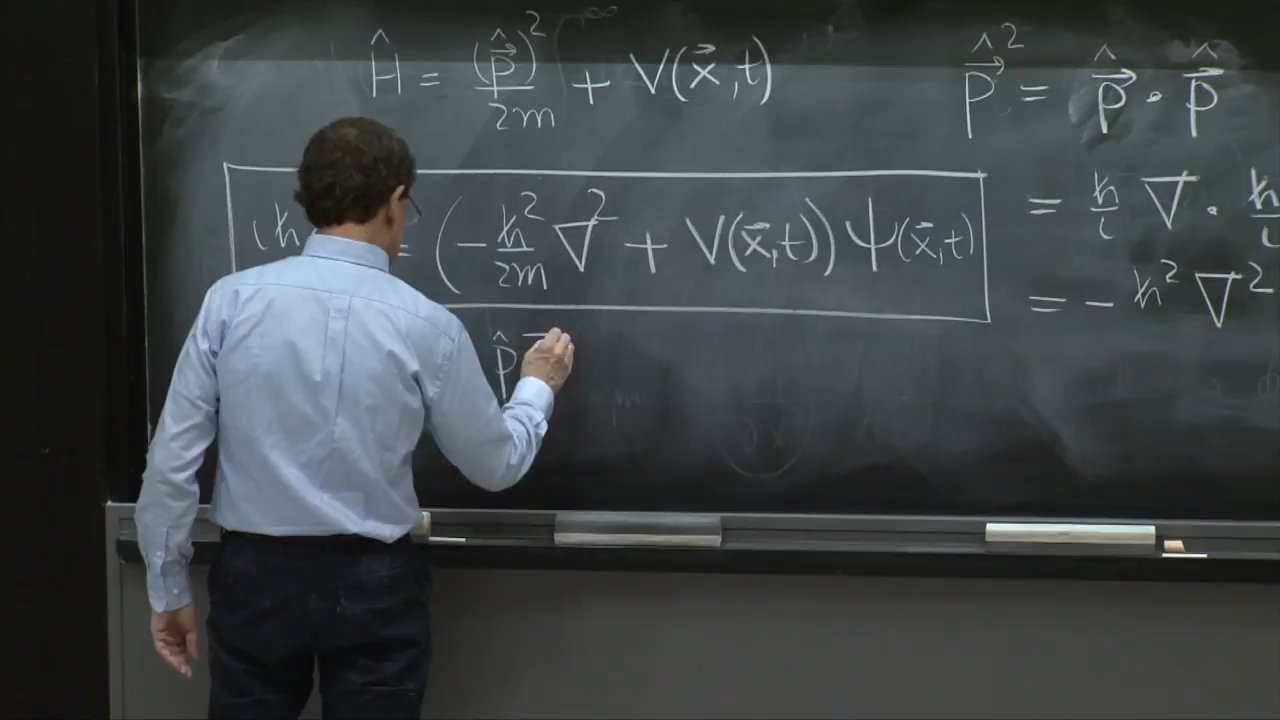 Ĥ = (p̂⃗)²/2m + V(x⃗,t)
iħ = (-ħ²/2m ∇² + V(x⃗,t)) Ψ(x⃗,t)
p̂
p̂⃗² = p̂⃗ · p̂⃗
= ħ/i ∇ · ħ/i
= -ħ² ∇²